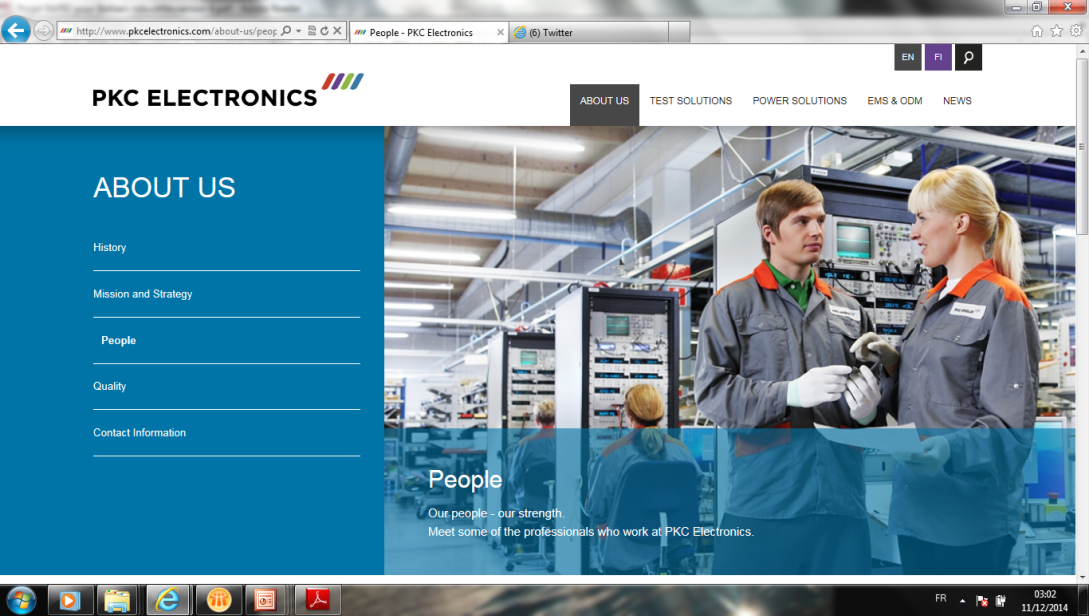 http://www.pkcelectronics.com/about-us/peop
People - PKC Electronics
(6) Twitter
EN
FI
PKC ELECTRONICS
ABOUT US
TEST SOLUTIONS
POWER SOLUTIONS
EMS & ODM
NEWS
ABOUT US
History
Mission and Strategy
People
Quality
Contact Information
People
Our people - our strength.
Meet some of the professionals who work at PKC Electronics.
FR
03:02
11/12/2014